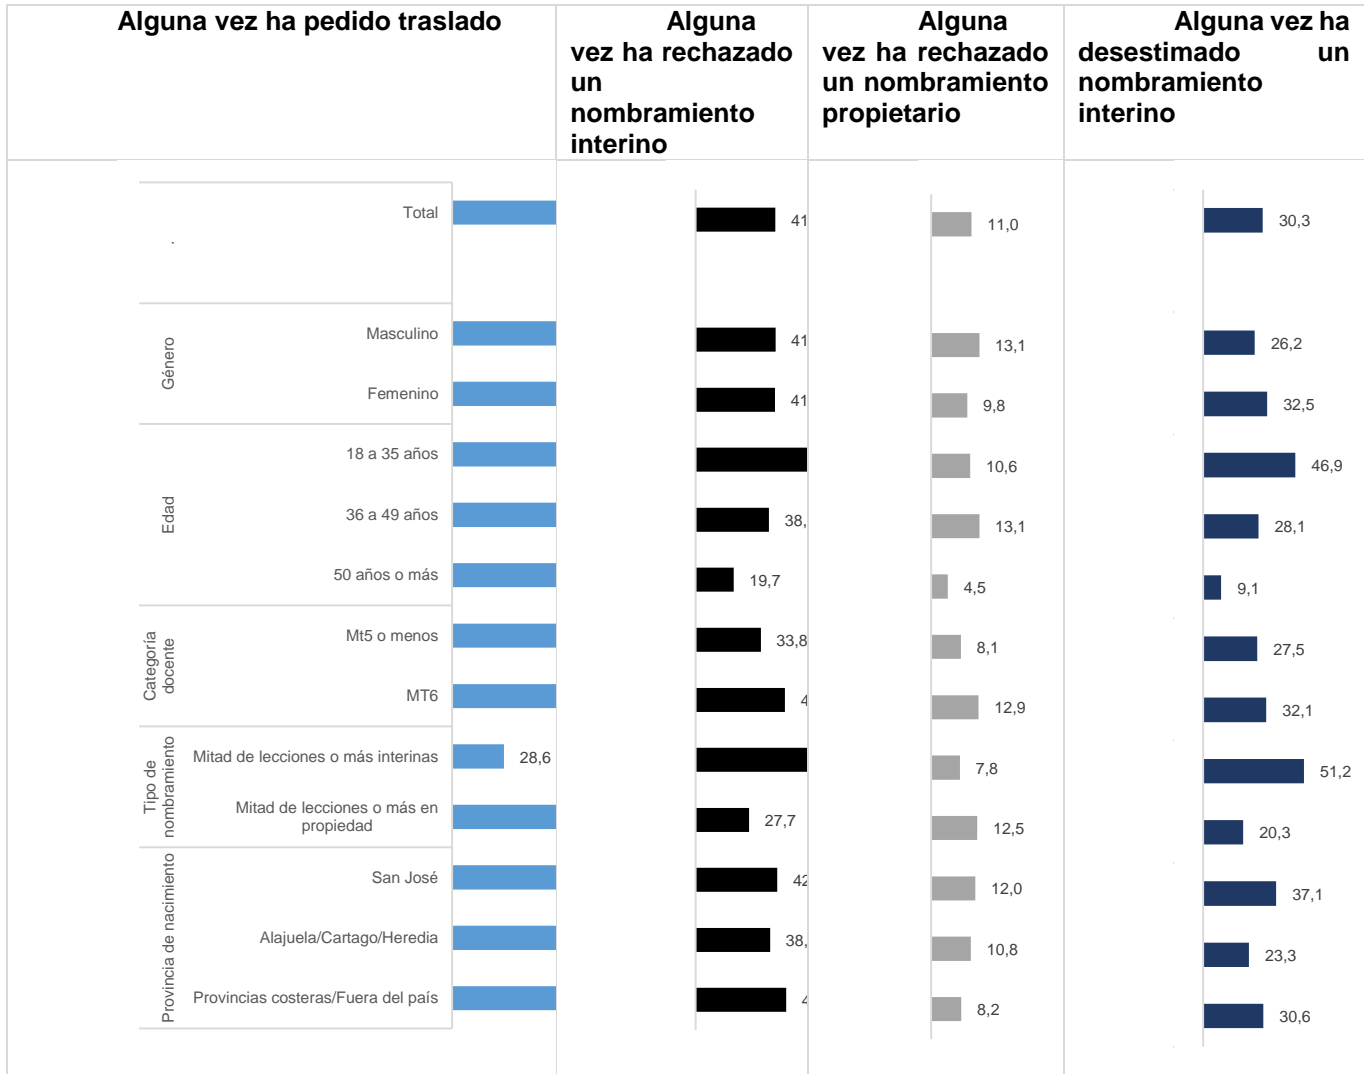 Alguna vez ha pedido traslado
Alguna
vez ha rechazado
un
nombramiento
interino
Alguna
vez ha rechazado
un nombramiento
propietario
Alguna vez ha
desestimado un
nombramiento
interino
Total
41
11,0
30,3
.
Género
Masculino
41
13,1
26,2
Femenino
41
9,8
32,5
Edad
18 a 35 años
10,6
46,9
36 a 49 años
38,
13,1
28,1
50 años o más
19,7
4,5
9,1
Categoría
docente
Mt5 o menos
33,8
8,1
27,5
MT6
4
12,9
32,1
Tipo de
nombramiento
Mitad de lecciones o más interinas
28,6
7,8
51,2
Mitad de lecciones o más en
propiedad
27,7
12,5
20,3
Provincia de nacimiento
San José
42
12,0
37,1
Alajuela/Cartago/Heredia
38,
10,8
23,3
Provincias costeras/Fuera del país
4
8,2
30,6